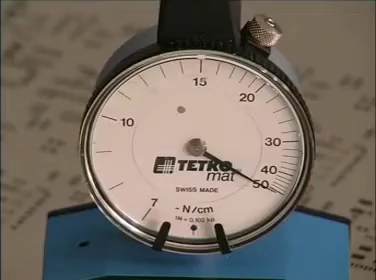 15
20
10
30
40
50
TETKO
mat
SWISS MADE
7
- N/cm
1N = 0,102 kP